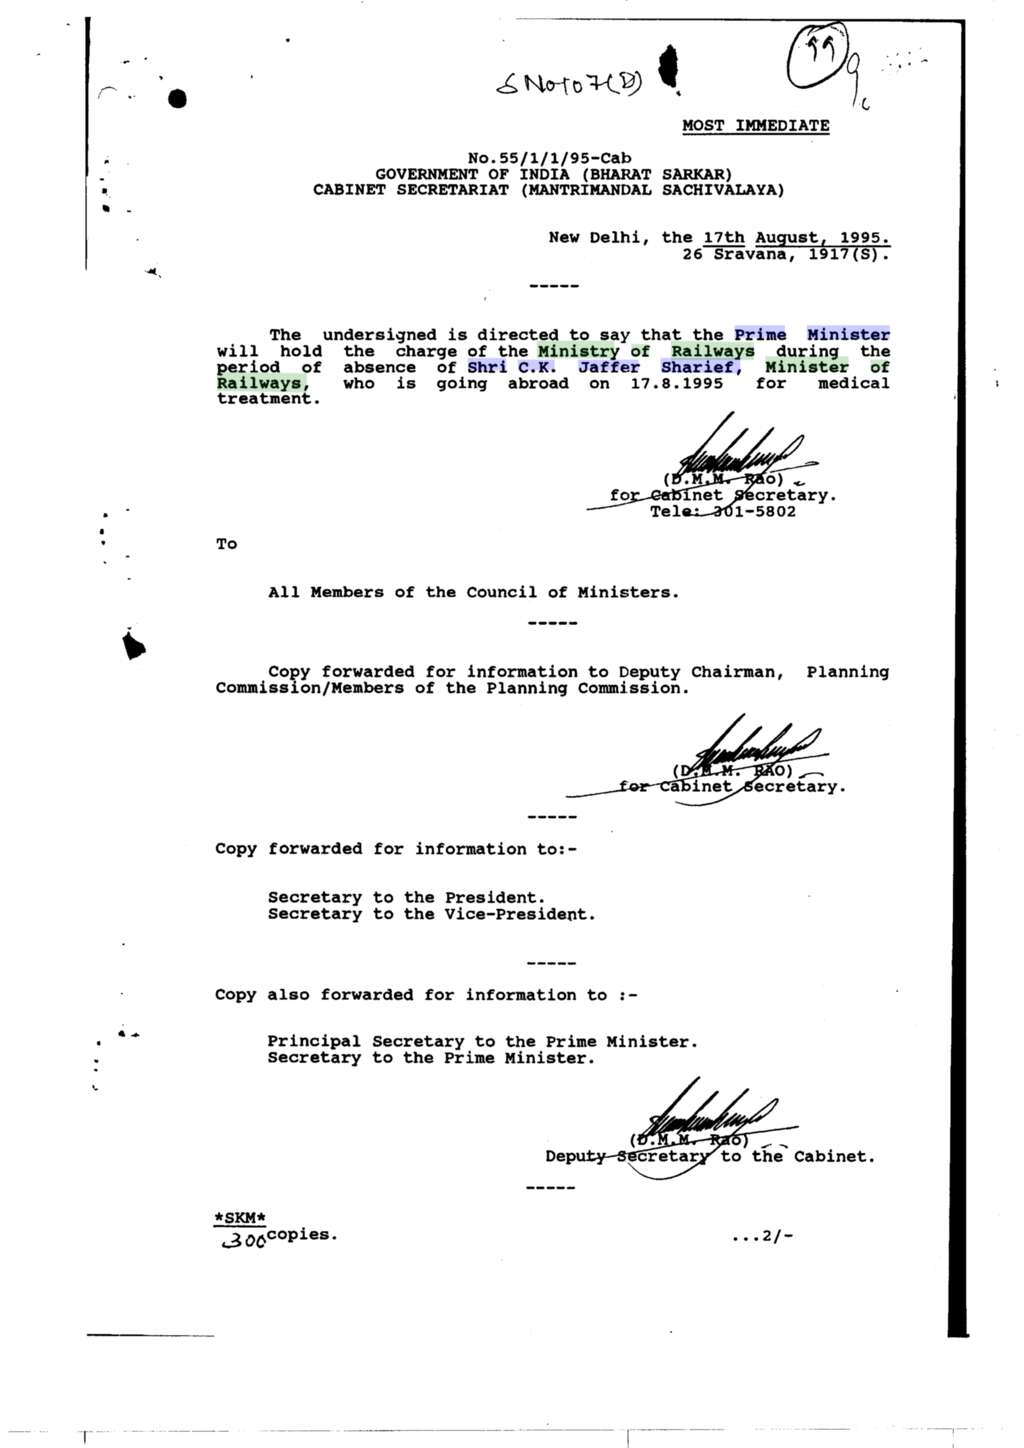 S No 107(D)
99
MOST IMMEDIATE
No.55/1/1/95-Cab
GOVERNMENT OF INDIA (BHARAT SARKAR)
CABINET SECRETARIAT (MANTRIMANDAL SACHIVALAYA)
New Delhi, the 17th August, 1995.
26 Sravana, 1917(S).
-----
The undersigned is directed to say that the Prime Minister
will hold the charge of the Ministry of Railways during the
period of absence of Shri C.K. Jaffer Sharief, Minister of
Railways, who is going abroad on 17.8.1995 for medical
treatment.
(D.M.M. Rao)
for Cabinet Secretary.
Tele: 301-5802
To
All Members of the Council of Ministers.
-----
Copy forwarded for information to Deputy Chairman, Planning
Commission/Members of the Planning Commission.
(D.M.M. RAO)
for Cabinet Secretary.
-----
Copy forwarded for information to:-
Secretary to the President.
Secretary to the Vice-President.
-----
Copy also forwarded for information to :-
Principal Secretary to the Prime Minister.
Secretary to the Prime Minister.
(D.M.M. Rao)
Deputy Secretary to the Cabinet.
-----
*SKM*
300 copies.
...2/-